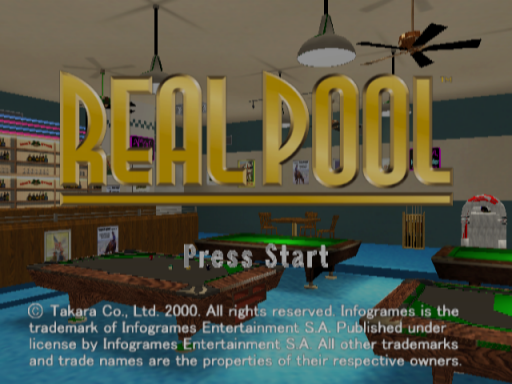 REAL POOL
Press Start
© Takara Co., Ltd. 2000. All rights reserved. Infogrames is the
trademark of Infogrames Entertainment S.A. Published under
license by Infogrames Entertainment S.A. All other trademarks
and trade names are the properties of their respective owners.